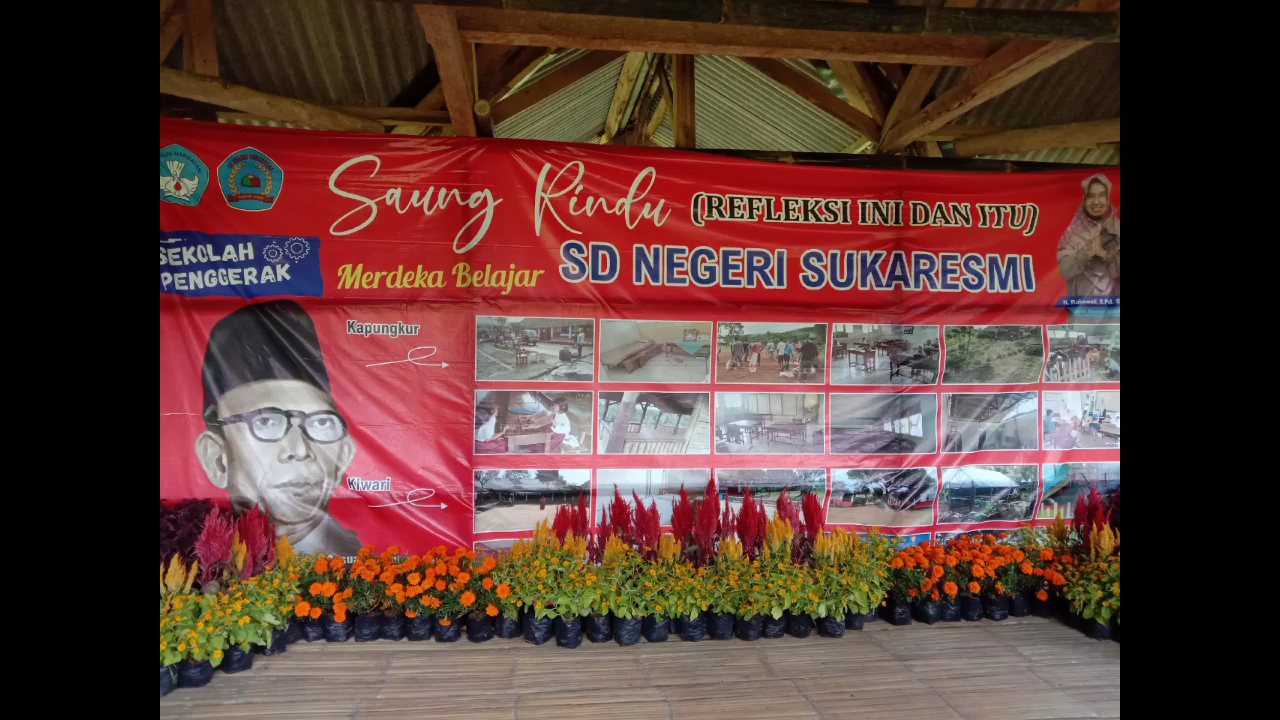 Saung Rindu (REFLEKSI INI DAN ITU)
SEKOLAH
PENGGERAK
Merdeka Belajar SD NEGERI SUKARESMI
Kapungkur
Kiwari